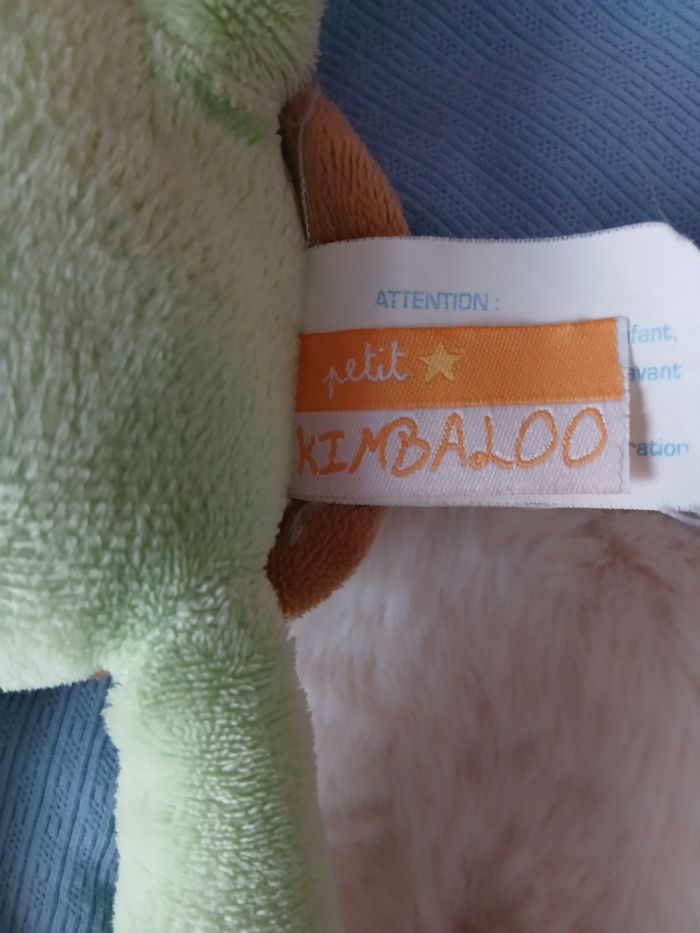 ATTENTION :
petit
KIMBALOO
fant,
avant
ration